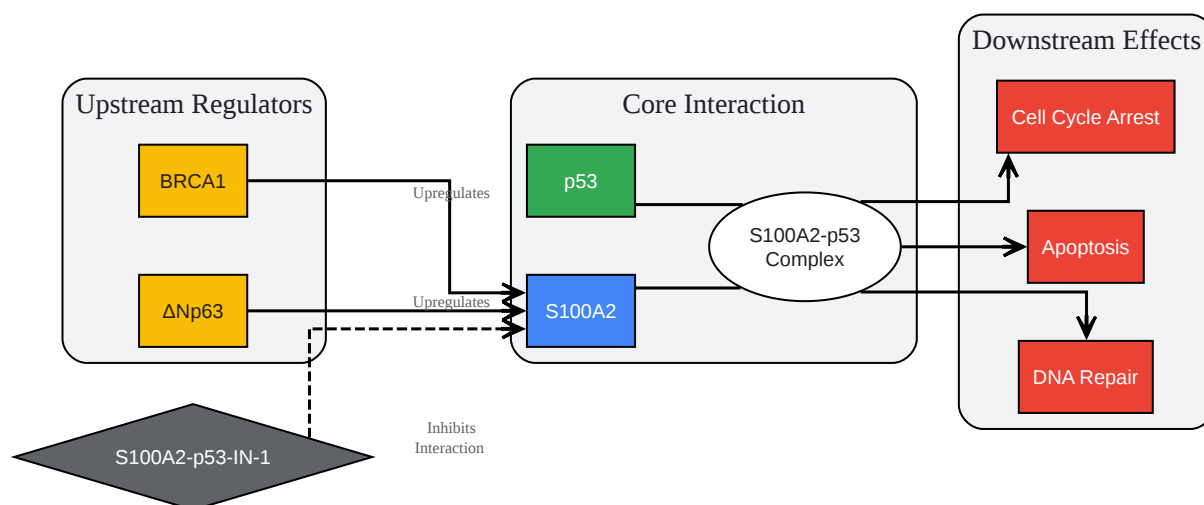 Downstream Effects
Upstream Regulators
Core Interaction
Cell Cycle Arrest
BRCA1
Upregulates
p53
S100A2-p53
Complex
Apoptosis
ΔNp63
Upregulates
S100A2
DNA Repair
Inhibits
Interaction
S100A2-p53-IN-1